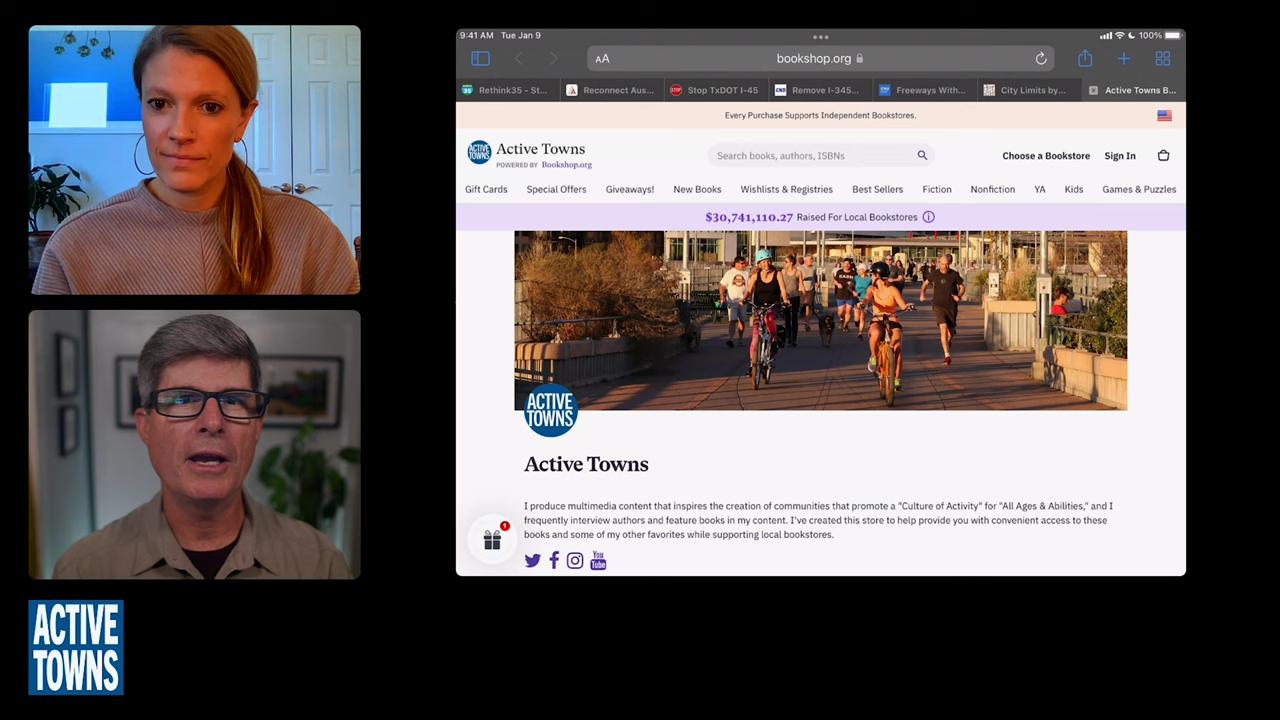 9:41 AM Tue Jan 9
100%
AA
bookshop.org
Rethink35 - St...
Reconnect Aus...
Stop TxDOT I-45
Remove I-345...
Freeways With...
City Limits by...
Active Towns B...
Every Purchase Supports Independent Bookstores.
ACTIVE TOWNS
Active Towns
POWERED BY Bookshop.org
Search books, authors, ISBNs
Choose a Bookstore
Sign In
Gift Cards
Special Offers
Giveaways!
New Books
Wishlists & Registries
Best Sellers
Fiction
Nonfiction
YA
Kids
Games & Puzzles
$30,741,110.27 Raised For Local Bookstores
ACTIVE
TOWNS
Active Towns
I produce multimedia content that inspires the creation of communities that promote a "Culture of Activity" for "All Ages & Abilities," and I
frequently interview authors and feature books in my content. I've created this store to help provide you with convenient access to these
books and some of my other favorites while supporting local bookstores.
1
You
Tube
ACTIVE
TOWNS